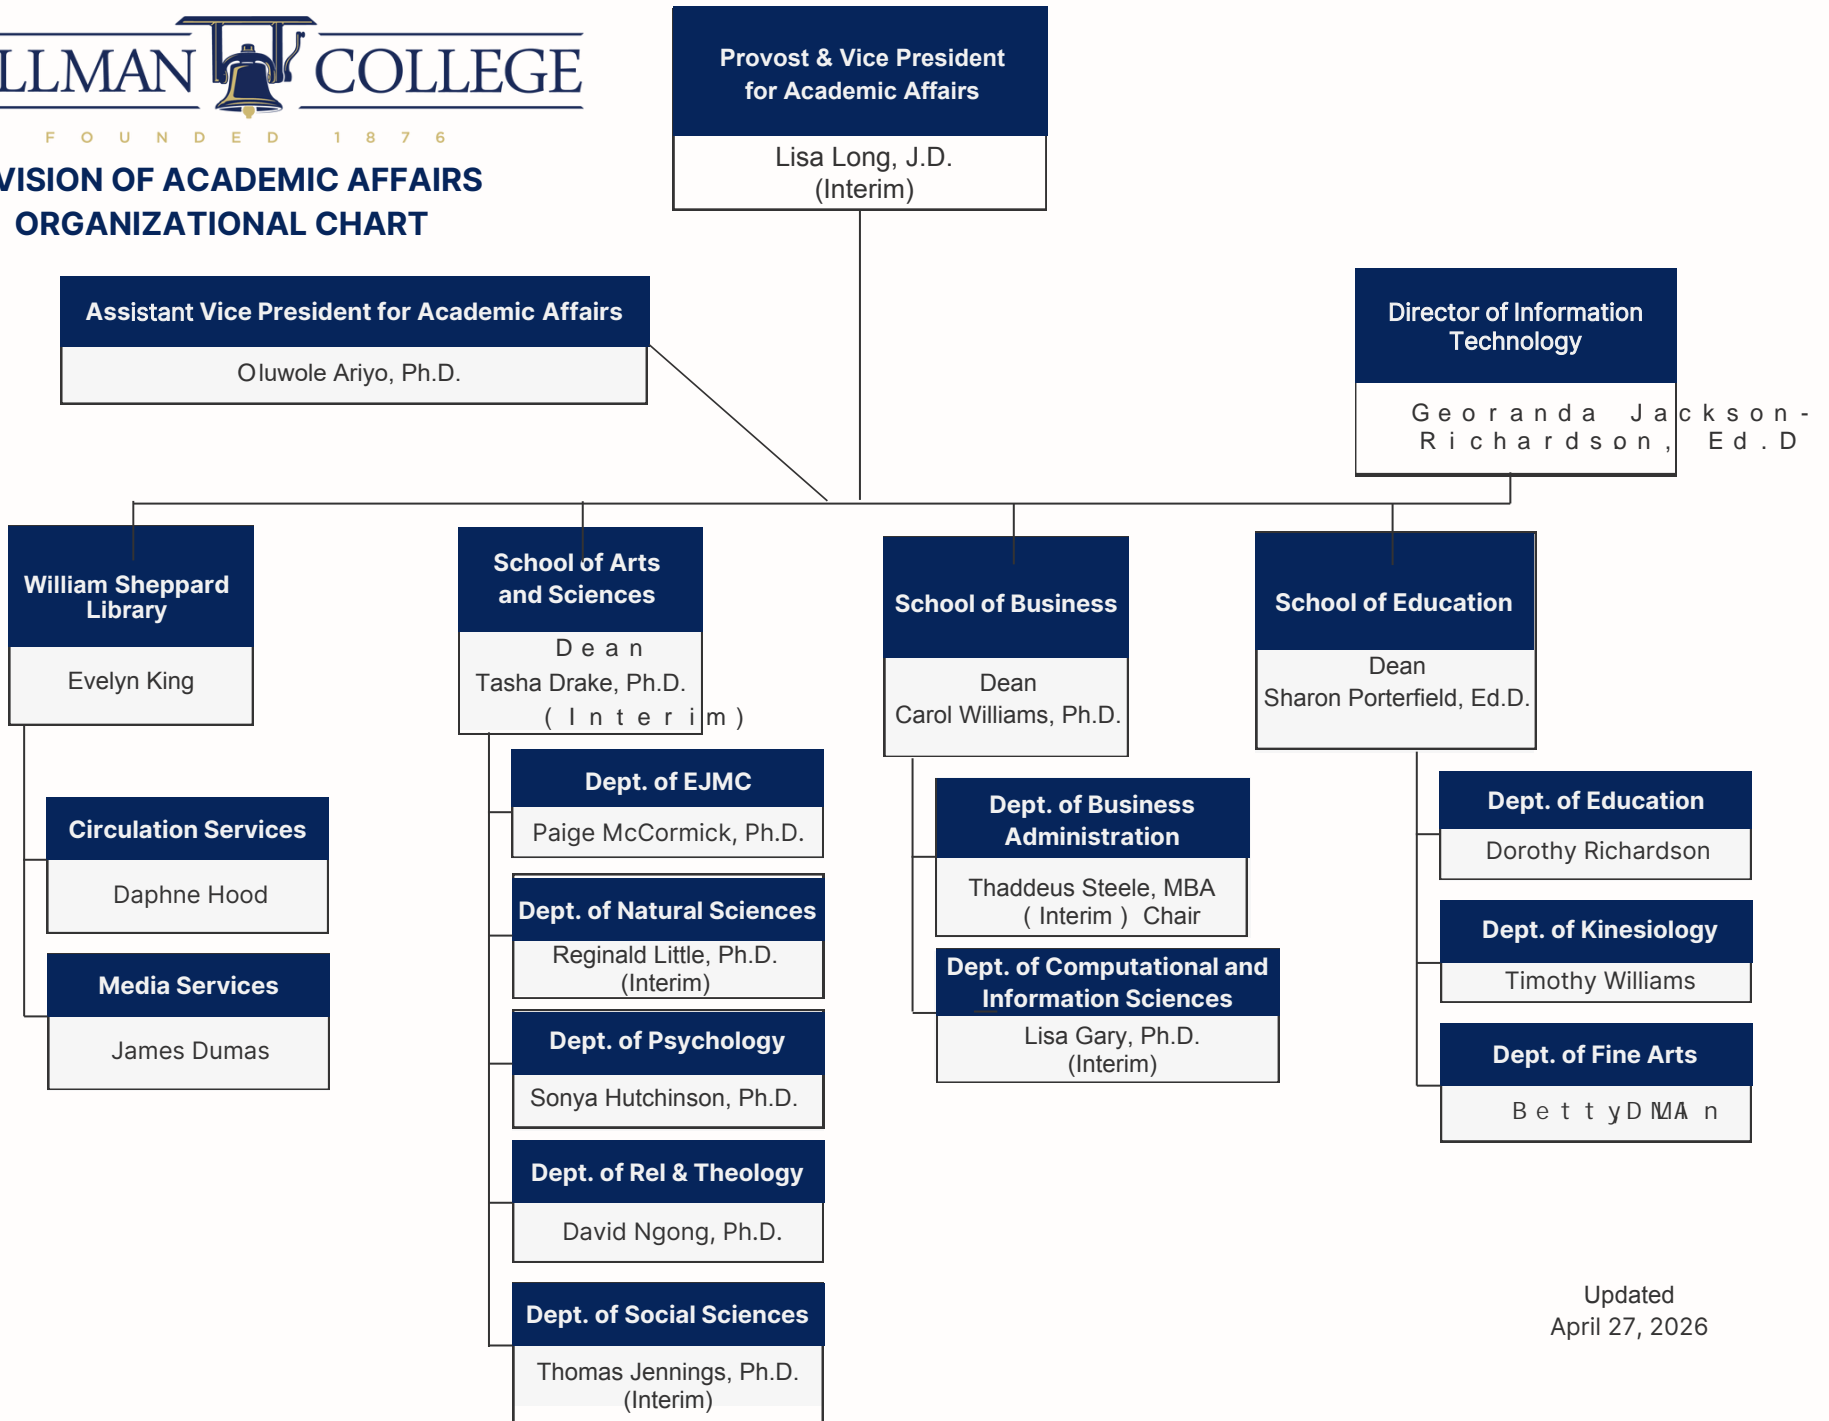 LLMAN COLLEGE
FOUNDED 1876
VISION OF ACADEMIC AFFAIRS
ORGANIZATIONAL CHART
Provost & Vice President
for Academic Affairs
Lisa Long, J.D.
(Interim)
Assistant Vice President for Academic Affairs
Oluwole Ariyo, Ph.D.
Director of Information
Technology
Georanda Jackson-
Richardson, Ed.D
William Sheppard
Library
Evelyn King
Circulation Services
Daphne Hood
Media Services
James Dumas
School of Arts
and Sciences
Dean
Tasha Drake, Ph.D.
(Interim)
Dept. of EJMC
Paige McCormick, Ph.D.
Dept. of Natural Sciences
Reginald Little, Ph.D.
(Interim)
Dept. of Psychology
Sonya Hutchinson, Ph.D.
Dept. of Rel & Theology
David Ngong, Ph.D.
Dept. of Social Sciences
Thomas Jennings, Ph.D.
(Interim)
School of Business
Dean
Carol Williams, Ph.D.
Dept. of Business
Administration
Thaddeus Steele, MBA
( Interim ) Chair
Dept. of Computational and
Information Sciences
Lisa Gary, Ph.D.
(Interim)
School of Education
Dean
Sharon Porterfield, Ed.D.
Dept. of Education
Dorothy Richardson
Dept. of Kinesiology
Timothy Williams
Dept. of Fine Arts
Betty
Updated
April 27, 2026